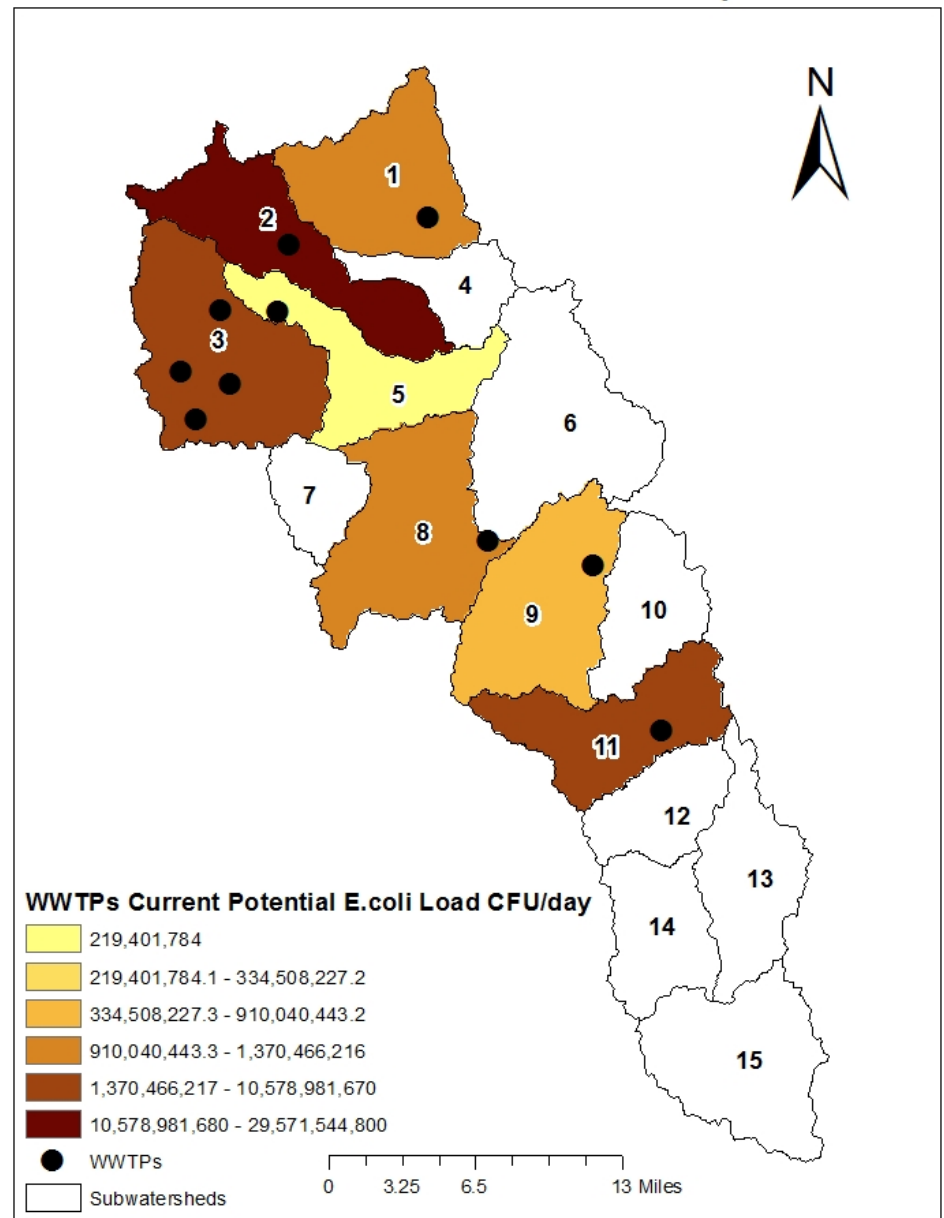 N
1
2
4
3
5
6
7
8
9
10
11
12
13
14
15
WWTPs Current Potential E.coli Load CFU/day
219,401,784
219,401,784.1 - 334,508,227.2
334,508,227.3 - 910,040,443.2
910,040,443.3 - 1,370,466,216
1,370,466,217 - 10,578,981,670
10,578,981,680 - 29,571,544,800
WWTPs
Subwatersheds
0 3.25 6.5 13 Miles